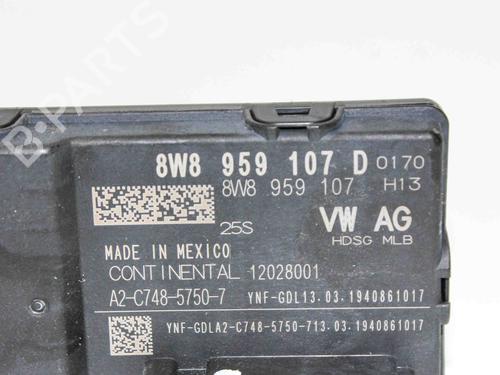 8W8 959 107 D 0170
8W8 959 107 H13
25S
VW AG
HDSG MLB
MADE IN MEXICO
CONTINENTAL 12028001
A2-C748-5750-7 YNF-GDL13.03.1940861017
YNF-GDLA2-C748-5750-713.03.1940861017
B-PARTS